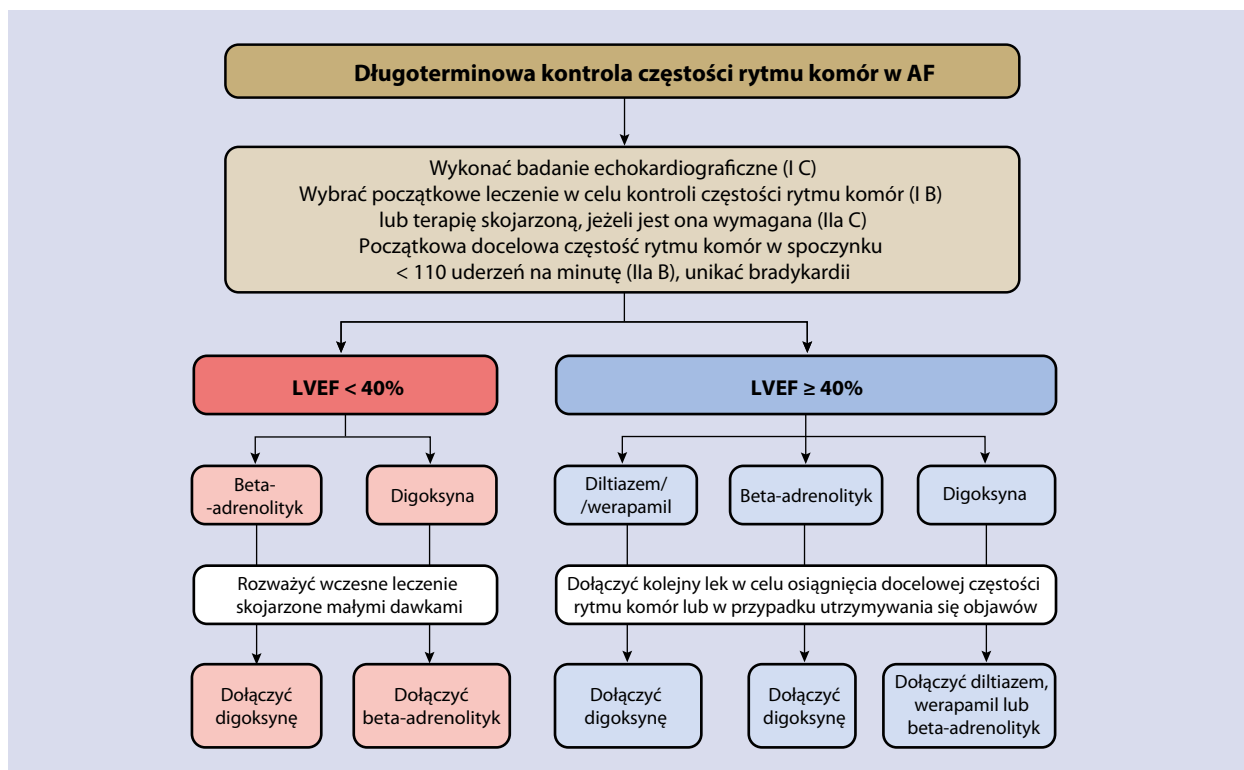 Długoterminowa kontrola częstości rytmu komór w AF
Wykonać badanie echokardiograficzne (I C)
Wybrać początkowe leczenie w celu kontroli częstości rytmu komór (I B)
lub terapię skojarzoną, jeżeli jest ona wymagana (IIa C)
Początkowa docelowa częstość rytmu komór w spoczynku
< 110 uderzeń na minutę (IIa B), unikać bradykardii
LVEF < 40%
LVEF ≥ 40%
Beta-
-adrenolityk
Digoksyna
Diltiazem/
/werapamil
Beta-adrenolityk
Digoksyna
Rozważyć wczesne leczenie
skojarzone małymi dawkami
Dołączyć kolejny lek w celu osiągnięcia docelowej częstości
rytmu komór lub w przypadku utrzymywania się objawów
Dołączyć
digoksynę
Dołączyć
beta-adrenolityk
Dołączyć
digoksynę
Dołączyć
digoksynę
Dołączyć diltiazem,
werapamil lub
beta-adrenolityk